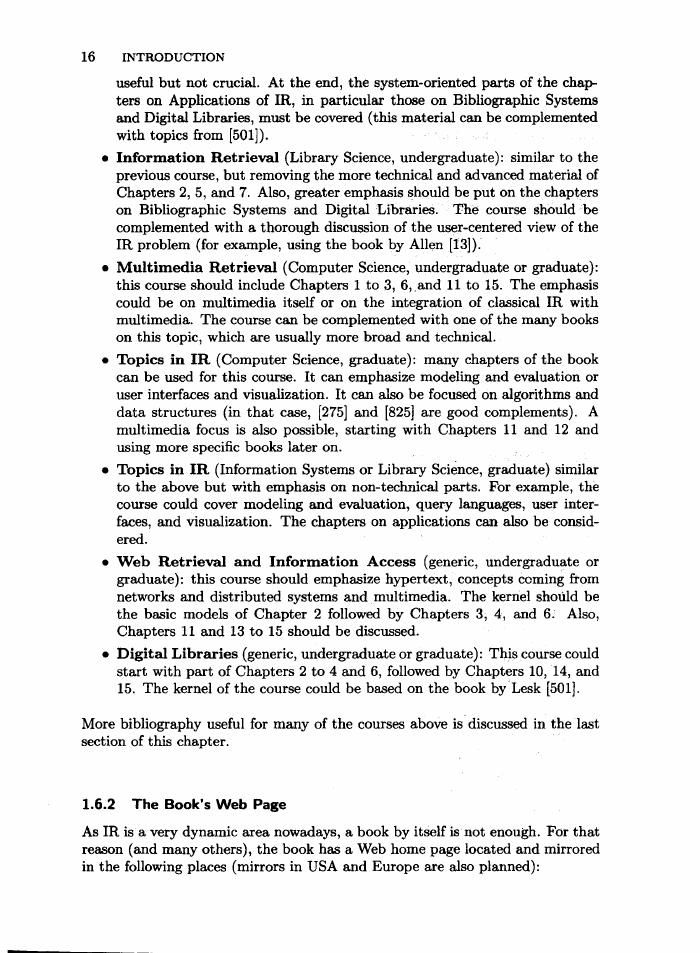 16 INTRODUCTION
useful but not crucial. At the end, the system-oriented parts of the chap-
ters on Applications of IR, in particular those on Bibliographic Systems
and Digital Libraries, must be covered (this material can be complemented
with topics from [501]).
• Information Retrieval (Library Science, undergraduate): similar to the
previous course, but removing the more technical and advanced material of
Chapters 2, 5, and 7. Also, greater emphasis should be put on the chapters
on Bibliographic Systems and Digital Libraries. The course should be
complemented with a thorough discussion of the user-centered view of the
IR problem (for example, using the book by Allen [13]).
• Multimedia Retrieval (Computer Science, undergraduate or graduate):
this course should include Chapters 1 to 3, 6, and 11 to 15. The emphasis
could be on multimedia itself or on the integration of classical IR with
multimedia. The course can be complemented with one of the many books
on this topic, which are usually more broad and technical.
• Topics in IR (Computer Science, graduate): many chapters of the book
can be used for this course. It can emphasize modeling and evaluation or
user interfaces and visualization. It can also be focused on algorithms and
data structures (in that case, [275] and [825] are good complements). A
multimedia focus is also possible, starting with Chapters 11 and 12 and
using more specific books later on.
• Topics in IR (Information Systems or Library Science, graduate) similar
to the above but with emphasis on non-technical parts. For example, the
course could cover modeling and evaluation, query languages, user inter-
faces, and visualization. The chapters on applications can also be consid-
ered.
• Web Retrieval and Information Access (generic, undergraduate or
graduate): this course should emphasize hypertext, concepts coming from
networks and distributed systems and multimedia. The kernel should be
the basic models of Chapter 2 followed by Chapters 3, 4, and 6. Also,
Chapters 11 and 13 to 15 should be discussed.
• Digital Libraries (generic, undergraduate or graduate): This course could
start with part of Chapters 2 to 4 and 6, followed by Chapters 10, 14, and
15. The kernel of the course could be based on the book by Lesk [501].
More bibliography useful for many of the courses above is discussed in the last
section of this chapter.
1.6.2 The Book's Web Page
As IR is a very dynamic area nowadays, a book by itself is not enough. For that
reason (and many others), the book has a Web home page located and mirrored
in the following places (mirrors in USA and Europe are also planned):